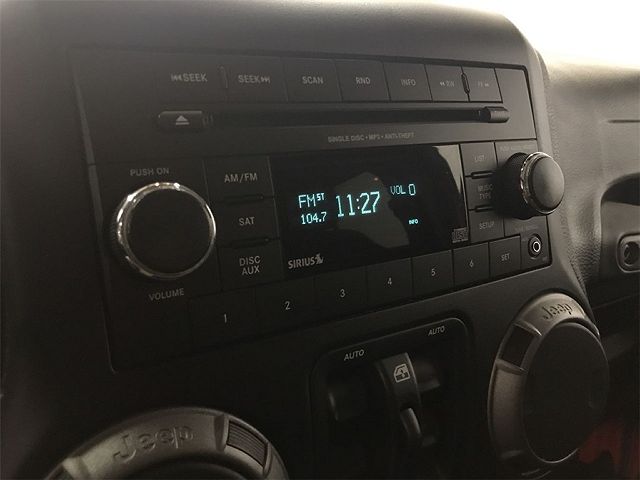 SEEK
SEEK
SCAN
RND
INFO
RW
FF
SINGLE DISC • MP3 • ANTI-THEFT
PUSH ON
VOLUME
AM/FM
SAT
DISC
AUX
FM ST
104.7
11:27
VOL 0
INFO
SIRIUS
LIST
MUSIC
TYPE
SETUP
1
2
3
4
5
6
SET
AUTO
AUTO
Jeep
Jeep